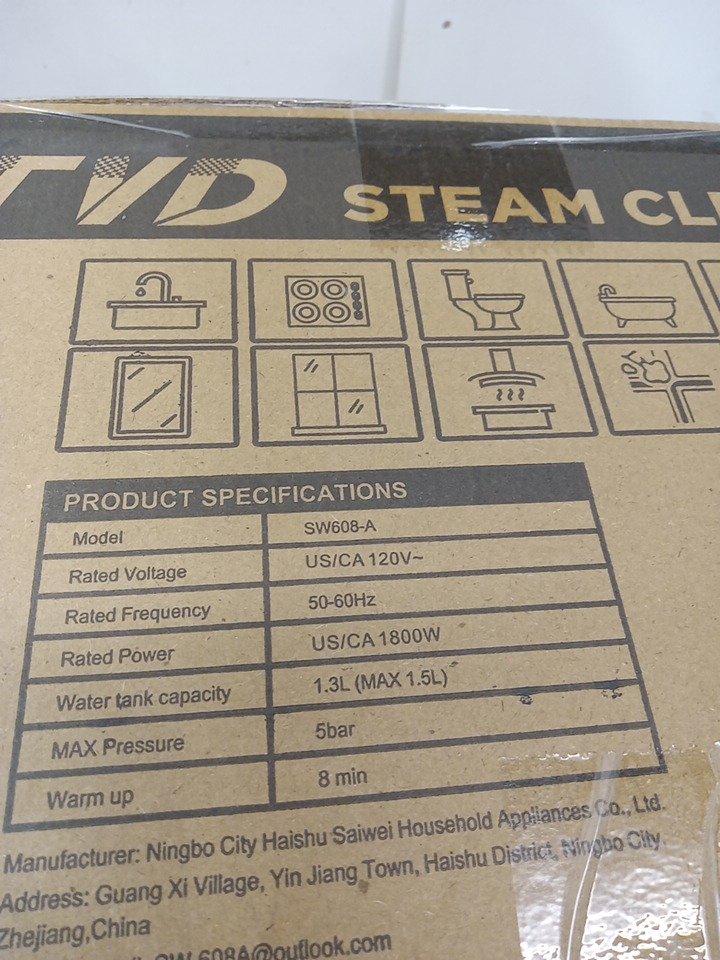 TVD STEAM CL
PRODUCT SPECIFICATIONS
Model SW608-A
Rated Voltage US/CA 120V~
Rated Frequency 50-60Hz
Rated Power US/CA 1800W
Water tank capacity 1.3L (MAX 1.5L)
MAX Pressure 5bar
Warm up 8 min
Manufacturer: Ningbo City Haishu Saiwei Household Appliances Co., Ltd.
Address: Guang Xi Village, Yin Jiang Town, Haishu District, Ningbo City
Zhejiang,China
608A@outlook.com